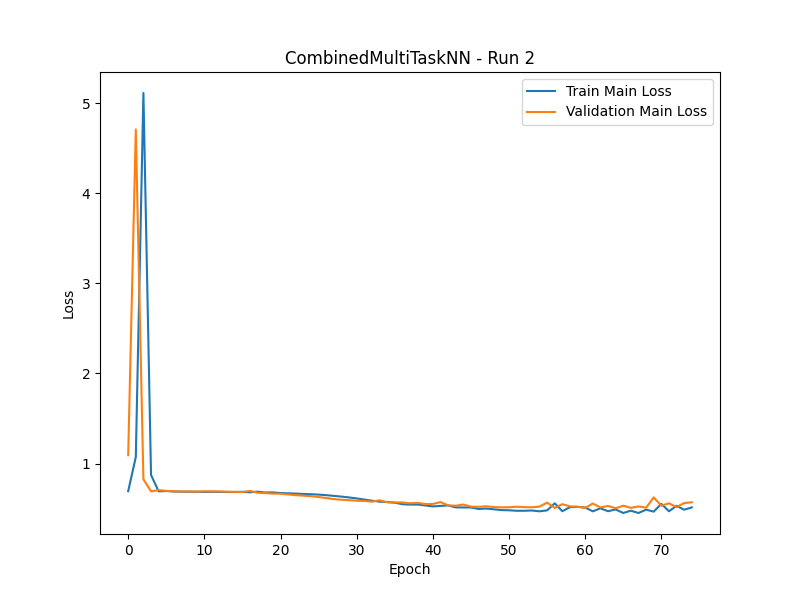 CombinedMultiTaskNN - Run 2
Train Main Loss
Validation Main Loss
5
4
3
2
1
Loss
0 10 20 30 40 50 60 70
Epoch